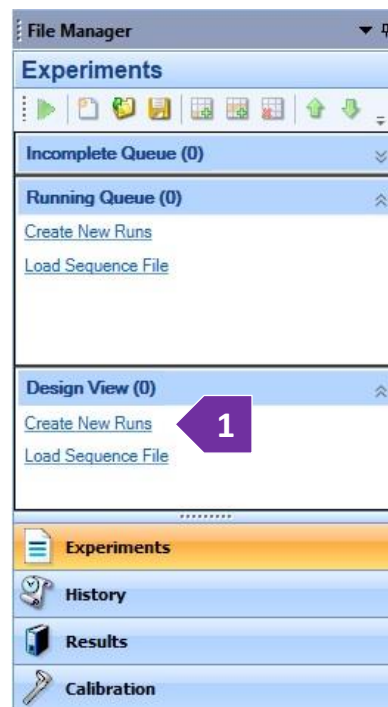 File Manager
Experiments
Incomplete Queue (0)
Running Queue (0)
Create New Runs
Load Sequence File
Design View (0)
Create New Runs
1
Load Sequence File
Experiments
History
Results
Calibration